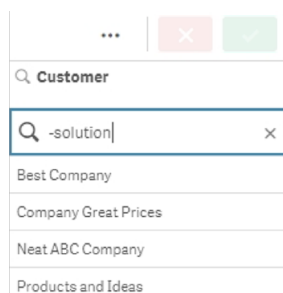 ...
Customer
-solution
Best Company
Company Great Prices
Neat ABC Company
Products and Ideas